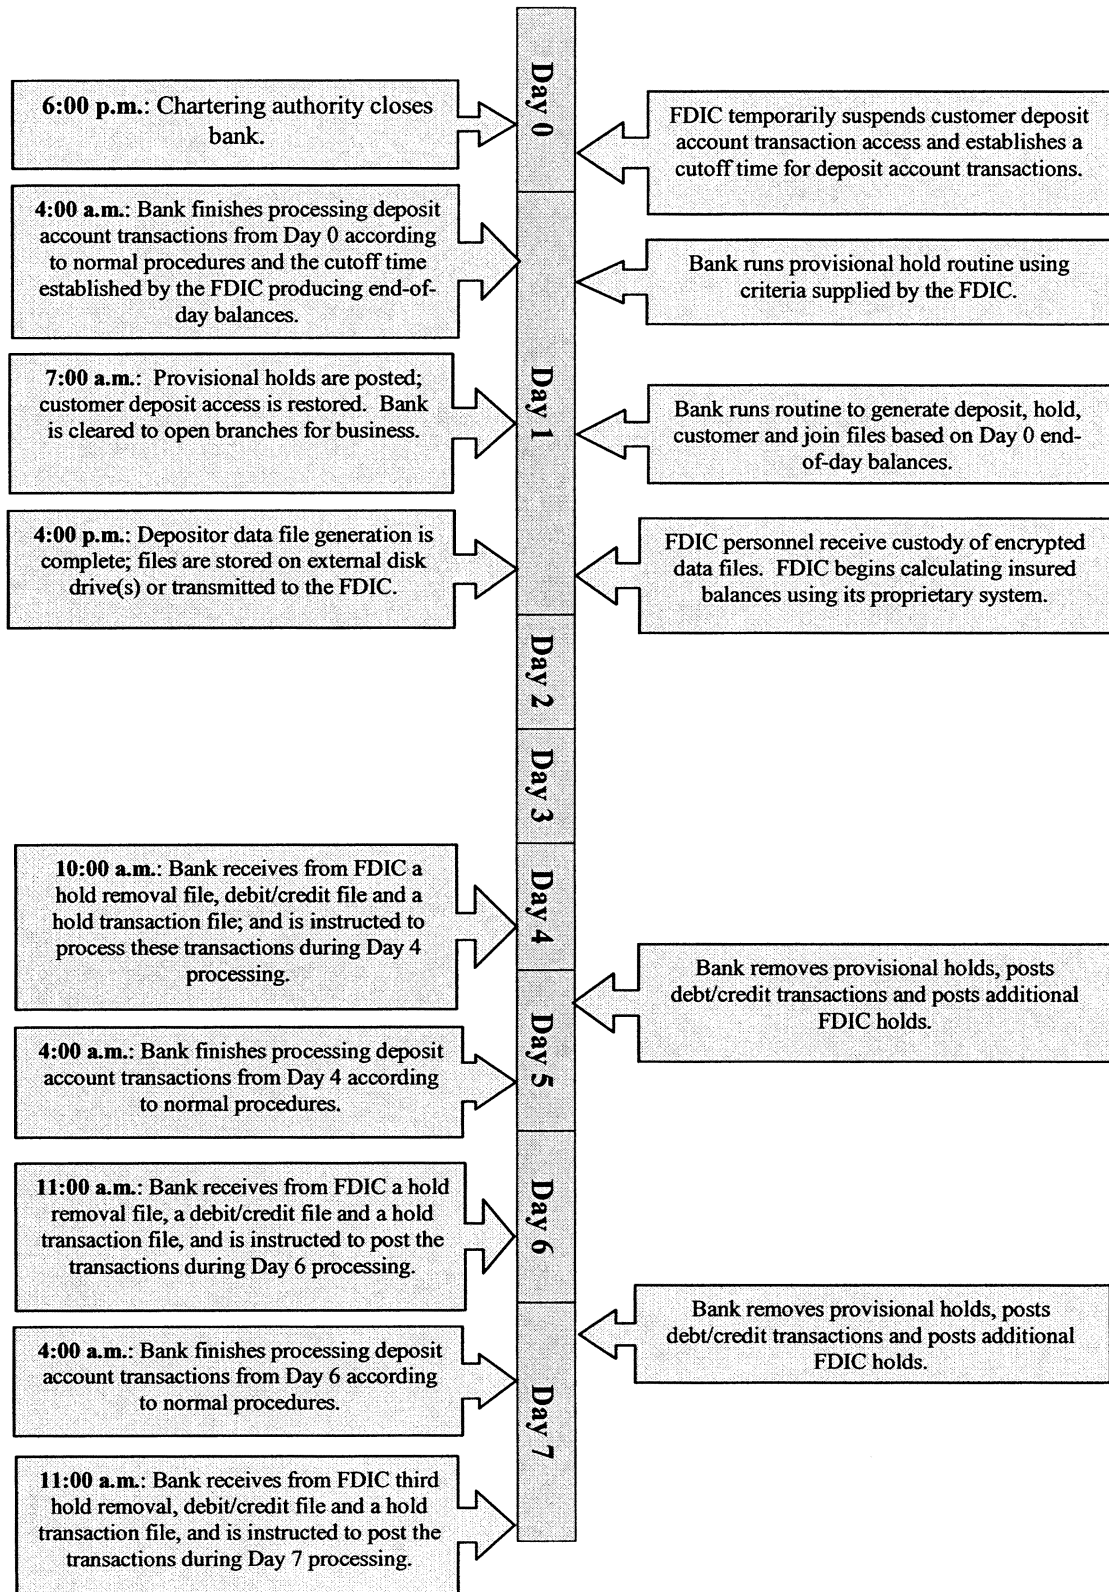 Day 0
6:00 p.m.: Chartering authority closes
bank.
FDIC temporarily suspends customer deposit
account transaction access and establishes a
cutoff time for deposit account transactions.
Day 1
4:00 a.m.: Bank finishes processing deposit
account transactions from Day 0 according
to normal procedures and the cutoff time
established by the FDIC producing end-of-
day balances.
Bank runs provisional hold routine using
criteria supplied by the FDIC.
7:00 a.m.: Provisional holds are posted;
customer deposit access is restored. Bank
is cleared to open branches for business.
Bank runs routine to generate deposit, hold,
customer and join files based on Day 0 end-
of-day balances.
4:00 p.m.: Depositor data file generation is
complete; files are stored on external disk
drive(s) or transmitted to the FDIC.
FDIC personnel receive custody of encrypted
data files. FDIC begins calculating insured
balances using its proprietary system.
Day 2
Day 3
Day 4
10:00 a.m.: Bank receives from FDIC a
hold removal file, debit/credit file and a
hold transaction file; and is instructed to
process these transactions during Day 4
processing.
Day 5
Bank removes provisional holds, posts
debt/credit transactions and posts additional
FDIC holds.
4:00 a.m.: Bank finishes processing deposit
account transactions from Day 4 according
to normal procedures.
Day 6
11:00 a.m.: Bank receives from FDIC a hold
removal file, a debit/credit file and a hold
transaction file, and is instructed to post the
transactions during Day 6 processing.
Day 7
Bank removes provisional holds, posts
debt/credit transactions and posts additional
FDIC holds.
4:00 a.m.: Bank finishes processing deposit
account transactions from Day 6 according
to normal procedures.
11:00 a.m.: Bank receives from FDIC third
hold removal, debit/credit file and a hold
transaction file, and is instructed to post the
transactions during Day 7 processing.